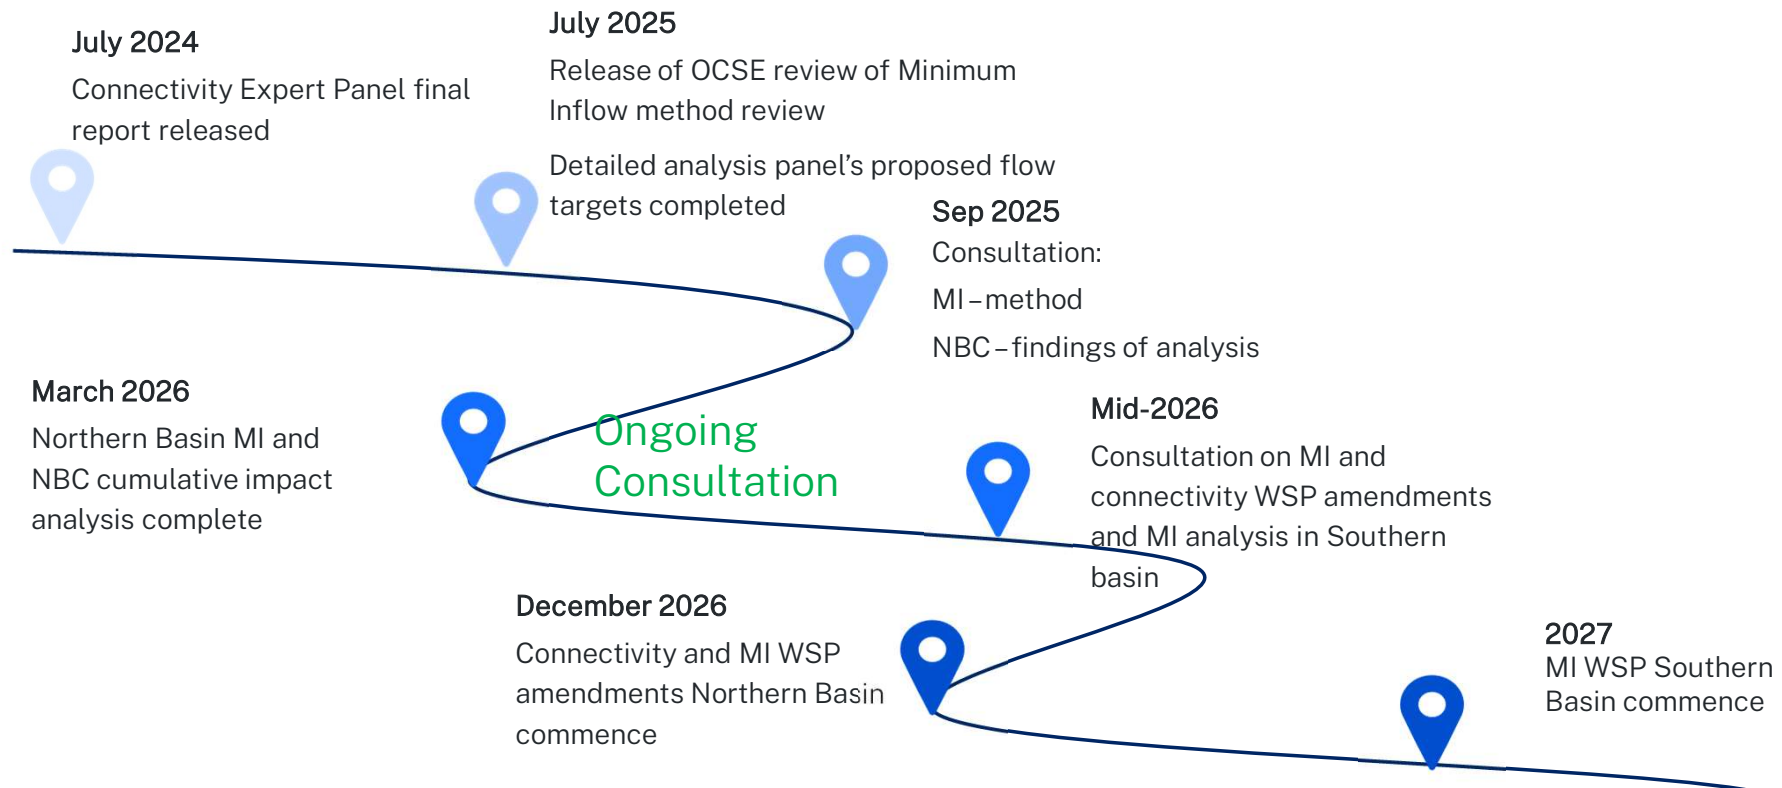 July 2024
Connectivity Expert Panel final
report released
July 2025
Release of OCSE review of Minimum
Inflow method review
Detailed analysis panel’s proposed flow
targets completed
Sep 2025
Consultation:
MI – method
NBC – findings of analysis
March 2026
Northern Basin MI and
NBC cumulative impact
analysis complete
Ongoing
Consultation
Mid-2026
Consultation on MI and
connectivity WSP amendments
and MI analysis in Southern
basin
December 2026
Connectivity and MI WSP
amendments Northern Basin
commence
2027
MI WSP Southern
Basin commence